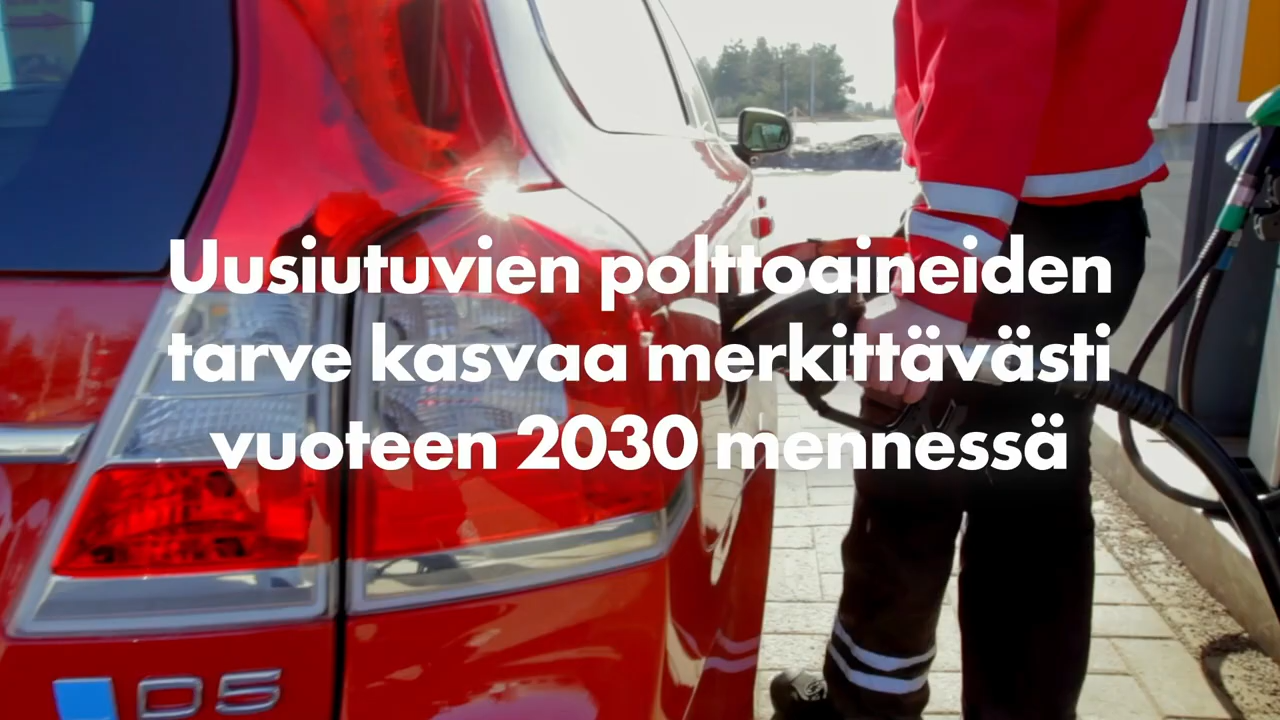 Uusiutuvien polttoaineiden
tarve kasvaa merkittävästi
vuoteen 2030 mennessä
D5